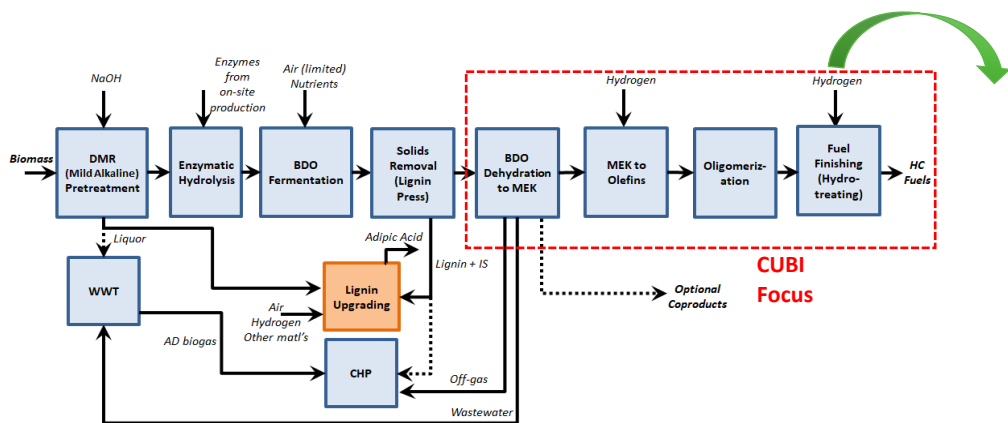 NaOH
Enzymes
from
on-site
production
Air (limited)
Nutrients
Hydrogen
Hydrogen
Biomass
DMR
(Mild Alkaline)
Pretreatment
Enzymatic
Hydrolysis
BDO
Fermentation
Solids
Removal
(Lignin
Press)
BDO
Dehydration
to MEK
MEK to
Olefins
Oligomeriz-
ation
Fuel
Finishing
(Hydro-
treating)
HC
Fuels
Liquor
Adipic Acid
Lignin + IS
CUBI
Focus
WWT
Lignin
Upgrading
Optional
Coproducts
Air
Hydrogen
Other matl's
AD biogas
CHP
Off-gas
Wastewater